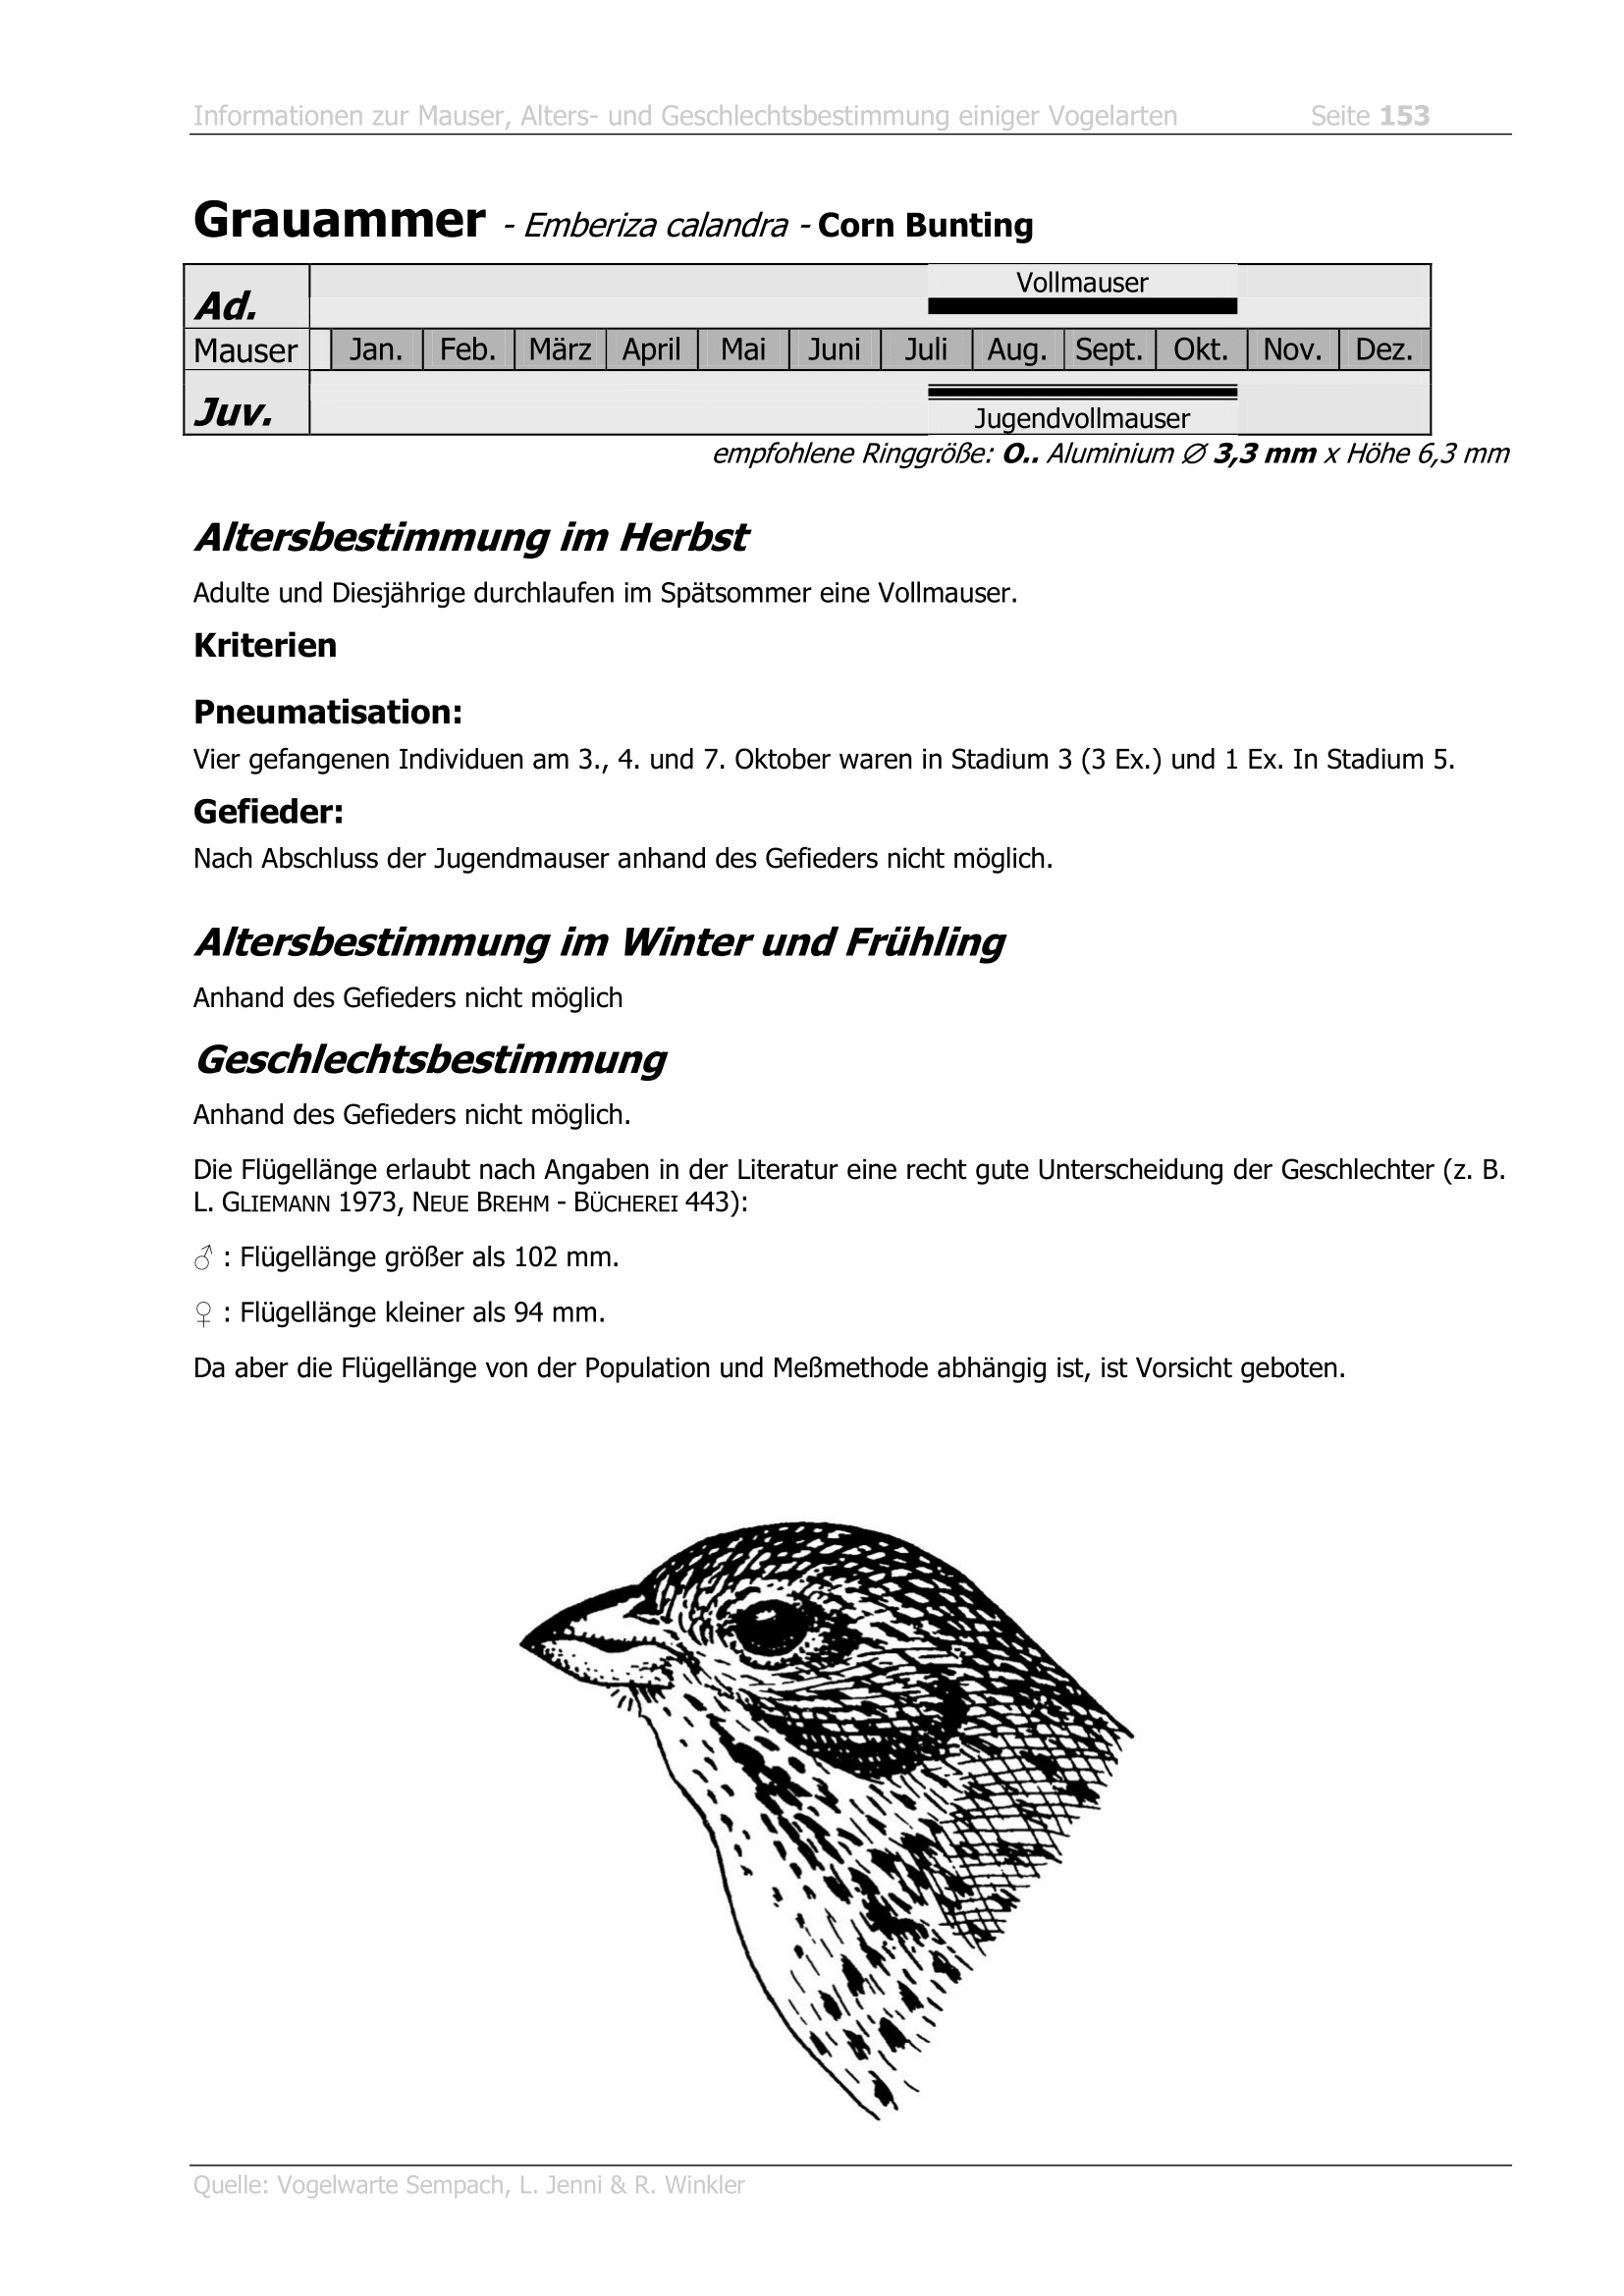 Informationen zur Mauser, Alters- und Geschlechtsbestimmung einiger Vogelarten Seite 153
Grauammer - Emberiza calandra - Corn Bunting
Vollmauser
Ad.
Mauser Jan. Feb. März April Mai Juni Juli Aug. Sept. Okt. Nov. Dez.
Juv.
Jugendvollmauser
empfohlene Ringgröße: O.. Aluminium ∅ 3,3 mm x Höhe 6,3 mm
Altersbestimmung im Herbst
Adulte und Diesjährige durchlaufen im Spätsommer eine Vollmauser.
Kriterien
Pneumatisation:
Vier gefangenen Individuen am 3., 4. und 7. Oktober waren in Stadium 3 (3 Ex.) und 1 Ex. In Stadium 5.
Gefieder:
Nach Abschluss der Jugendmauser anhand des Gefieders nicht möglich.
Altersbestimmung im Winter und Frühling
Anhand des Gefieders nicht möglich
Geschlechtsbestimmung
Anhand des Gefieders nicht möglich.
Die Flügellänge erlaubt nach Angaben in der Literatur eine recht gute Unterscheidung der Geschlechter (z. B.
L. GLIEMANN 1973, NEUE BREHM - BÜCHEREI 443):
♂ : Flügellänge größer als 102 mm.
♀ : Flügellänge kleiner als 94 mm.
Da aber die Flügellänge von der Population und Meßmethode abhängig ist, ist Vorsicht geboten.
Quelle: Vogelwarte Sempach, L. Jenni & R. Winkler